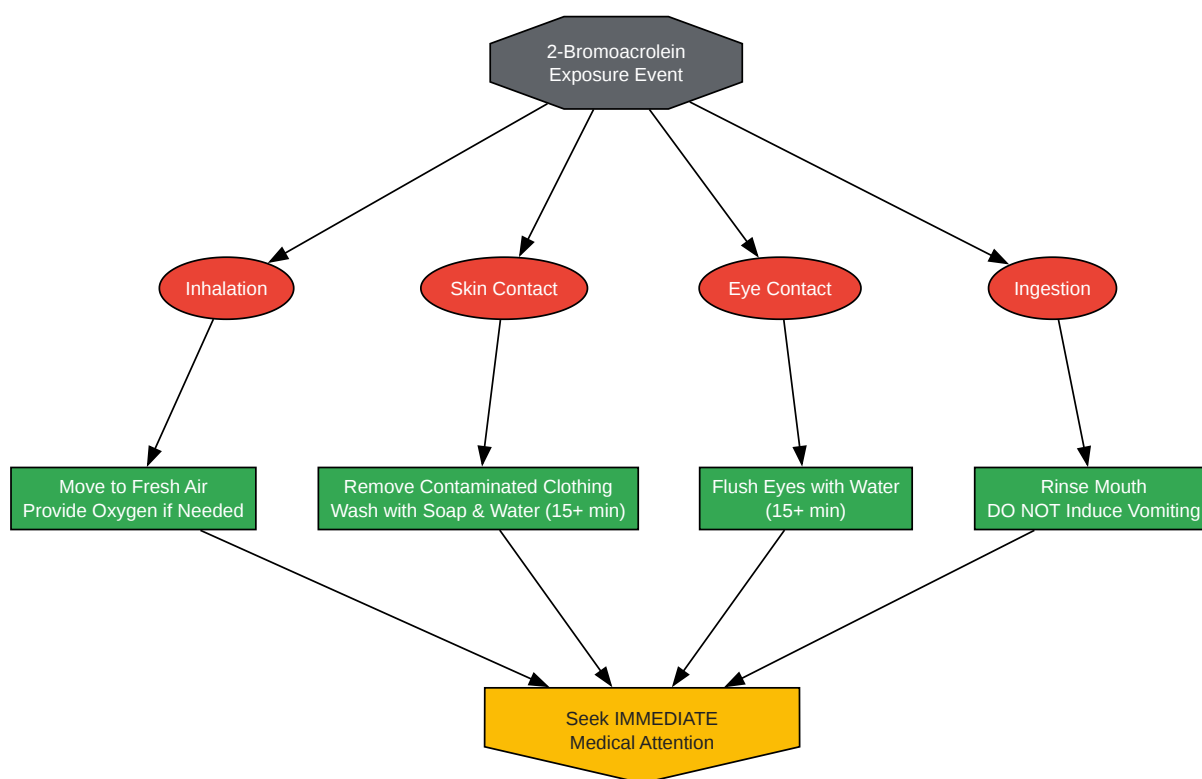 2-Bromoacrolein
Exposure Event
Inhalation
Skin Contact
Eye Contact
Ingestion
Move to Fresh Air
Provide Oxygen if Needed
Remove Contaminated Clothing
Wash with Soap & Water (15+ min)
Flush Eyes with Water
(15+ min)
Rinse Mouth
DO NOT Induce Vomiting
Seek IMMEDIATE
Medical Attention